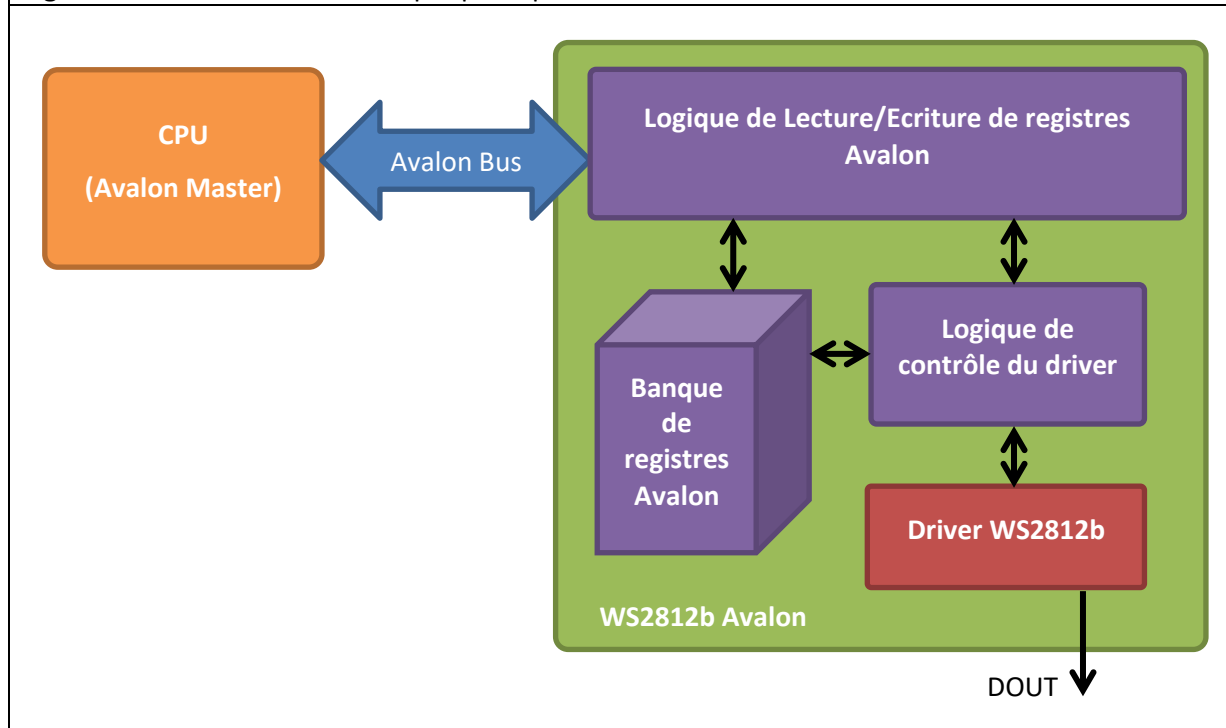 CPU
(Avalon Master)
Avalon Bus
Logique de Lecture/Ecriture de registres
Avalon
Banque
de
registres
Avalon
Logique de
contrôle du driver
Driver WS2812b
WS2812b Avalon
DOUT